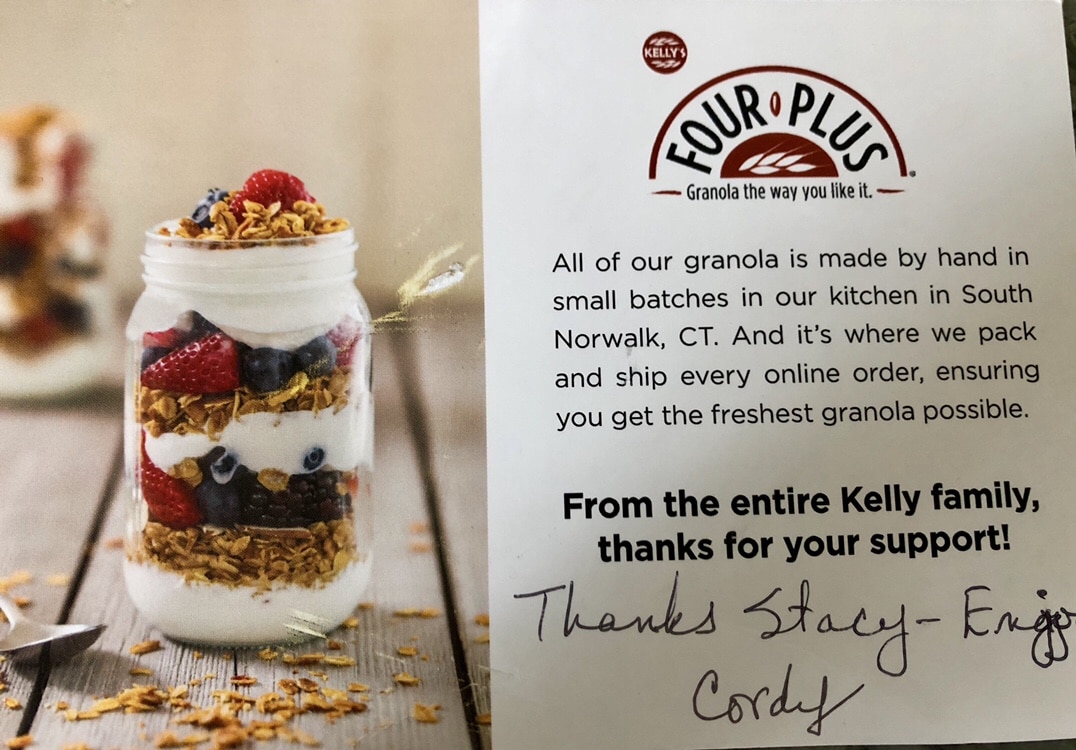 KELLY'S
FOUR PLUS
Granola the way you like it.
All of our granola is made by hand in
small batches in our kitchen in South
Norwalk, CT. And it's where we pack
and ship every online order, ensuring
you get the freshest granola possible.
From the entire Kelly family,
thanks for your support!
Thanks Stacy - Enjoy
Cordy